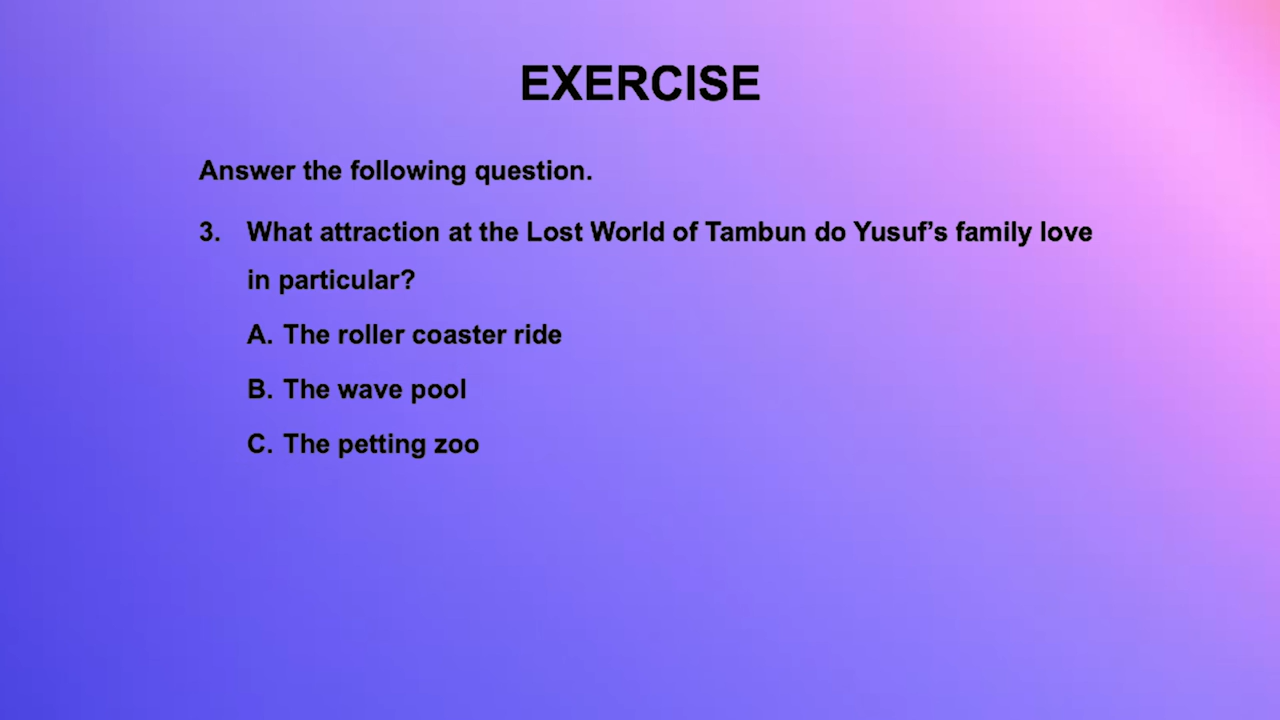 EXERCISE
Answer the following question.
3. What attraction at the Lost World of Tambun do Yusuf’s family love
in particular?
A. The roller coaster ride
B. The wave pool
C. The petting zoo